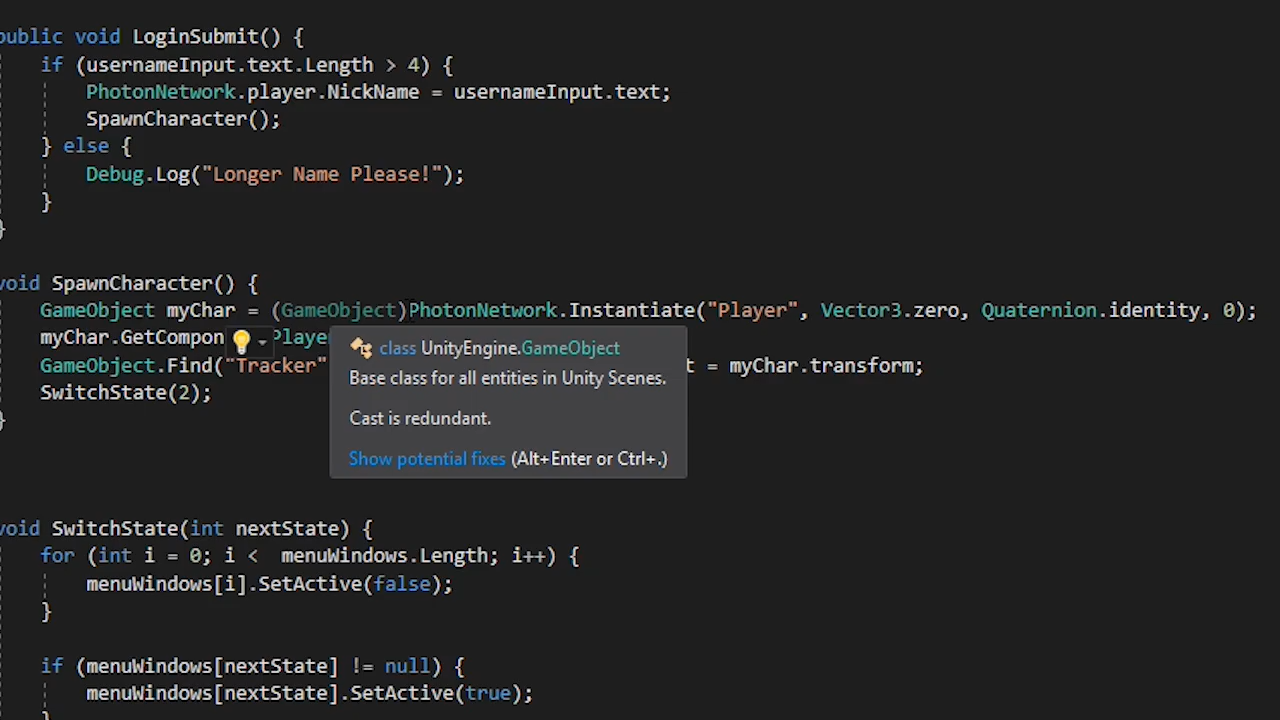 public void LoginSubmit() {
if (usernameInput.text.Length > 4) {
PhotonNetwork.player.NickName = usernameInput.text;
SpawnCharacter();
} else {
Debug.Log("Longer Name Please!");
}
}
void SpawnCharacter() {
GameObject myChar = (GameObject)PhotonNetwork.Instantiate("Player", Vector3.zero, Quaternion.identity, 0);
myChar.GetCompon Player
class UnityEngine.GameObject
GameObject.Find("Tracker" t = myChar.transform;
Base class for all entities in Unity Scenes.
SwitchState(2);
Cast is redundant.
}
Show potential fixes (Alt+Enter or Ctrl+.)
void SwitchState(int nextState) {
for (int i = 0; i < menuWindows.Length; i++) {
menuWindows[i].SetActive(false);
}
if (menuWindows[nextState] != null) {
menuWindows[nextState].SetActive(true);
}